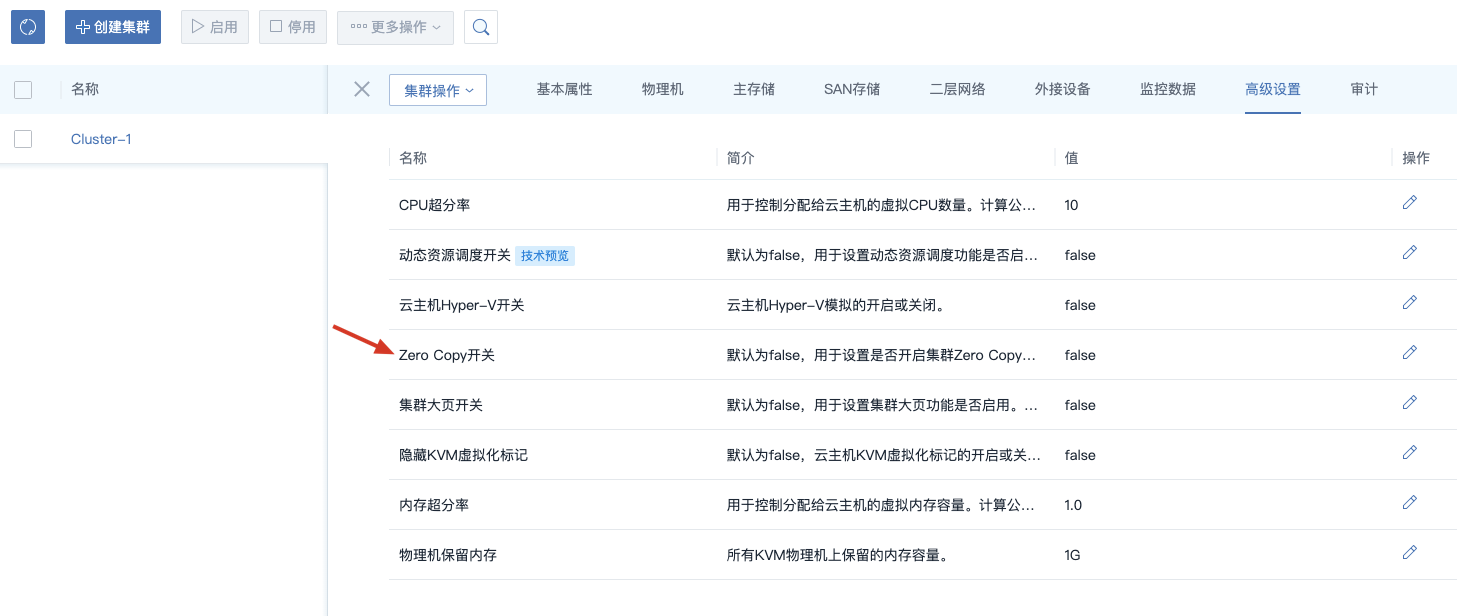 创建集群 启用 停用 更多操作
名称 集群操作 基本属性 物理机 主存储 SAN存储 二层网络 外接设备 监控数据 高级设置 审计
Cluster-1
名称 简介 值 操作
CPU超分率 用于控制分配给云主机的虚拟CPU数量。计算公... 10
动态资源调度开关 技术预览 默认为false，用于设置动态资源调度功能是否启... false
云主机Hyper-V开关 云主机Hyper-V模拟的开启或关闭。 false
Zero Copy开关 默认为false，用于设置是否开启集群Zero Copy... false
集群大页开关 默认为false，用于设置集群大页功能是否启用。... false
隐藏KVM虚拟化标记 默认为false，云主机KVM虚拟化标记的开启或关... false
内存超分率 用于控制分配给云主机的虚拟内存容量。计算公... 1.0
物理机保留内存 所有KVM物理机上保留的内存容量。 1G